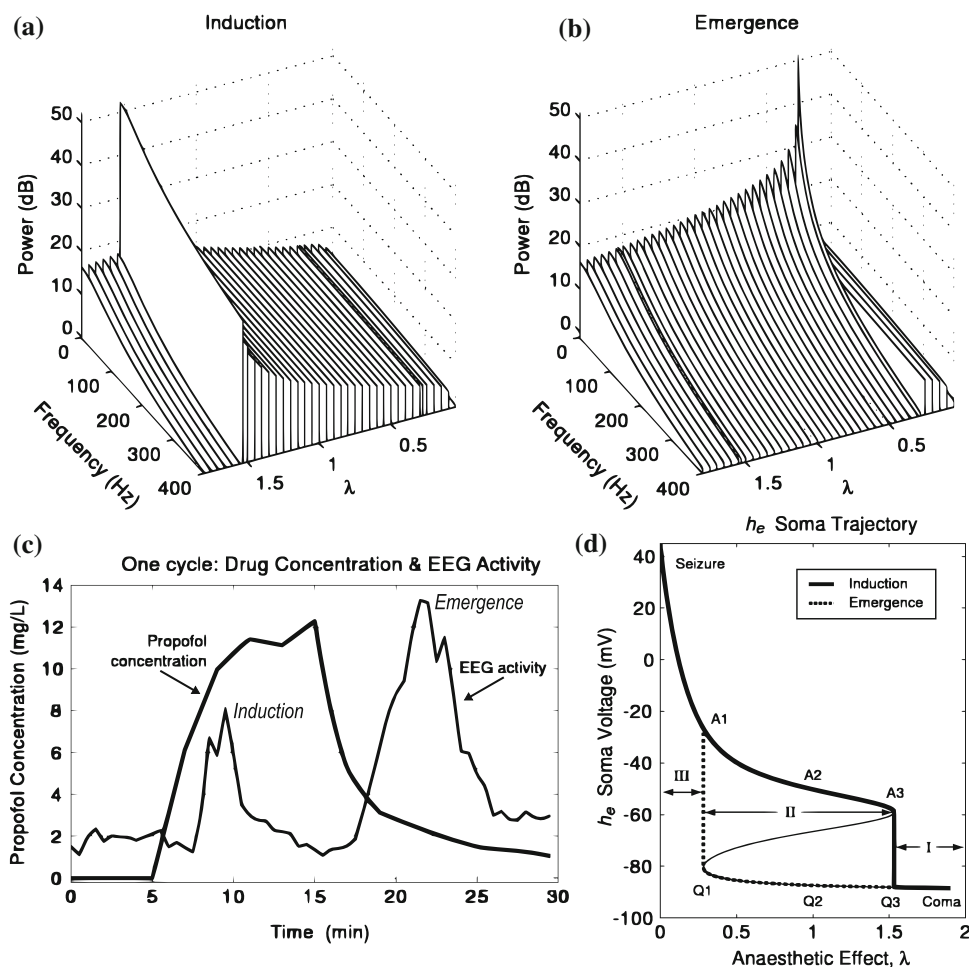 (a)
Induction
Power (dB)
50
40
30
20
10
0
0
100
200
300
400
Frequency (Hz)
1.5
1
0.5
λ
(b)
Emergence
Power (dB)
50
40
30
20
10
0
0
100
200
300
400
Frequency (Hz)
1.5
1
0.5
λ
(c)
One cycle: Drug Concentration & EEG Activity
Propofol Concentration (mg/L)
14
12
10
8
6
4
2
0
Propofol
concentration
Induction
Emergence
EEG activity
0 5 10 15 20 25 30
Time (min)
(d)
he Soma Trajectory
he Soma Voltage (mV)
40
20
0
-20
-40
-60
-80
-100
Seizure
Induction
Emergence
A1
A2
A3
III
II
I
Q1
Q2
Q3
Coma
0 0.5 1 1.5 2
Anaesthetic Effect, λ